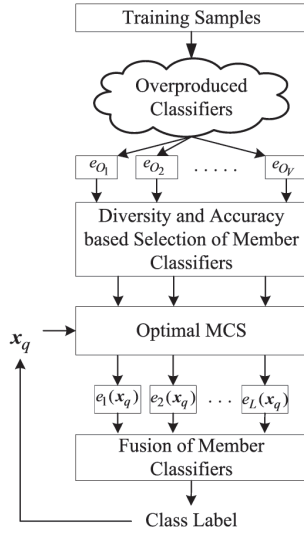 Training Samples
Overproduced
Classifiers
e_{O_1} e_{O_2} ..... e_{O_V}
Diversity and Accuracy
based Selection of Member
Classifiers
x_q
Optimal MCS
e_1(x_q) e_2(x_q) ... e_L(x_q)
Fusion of Member
Classifiers
Class Label